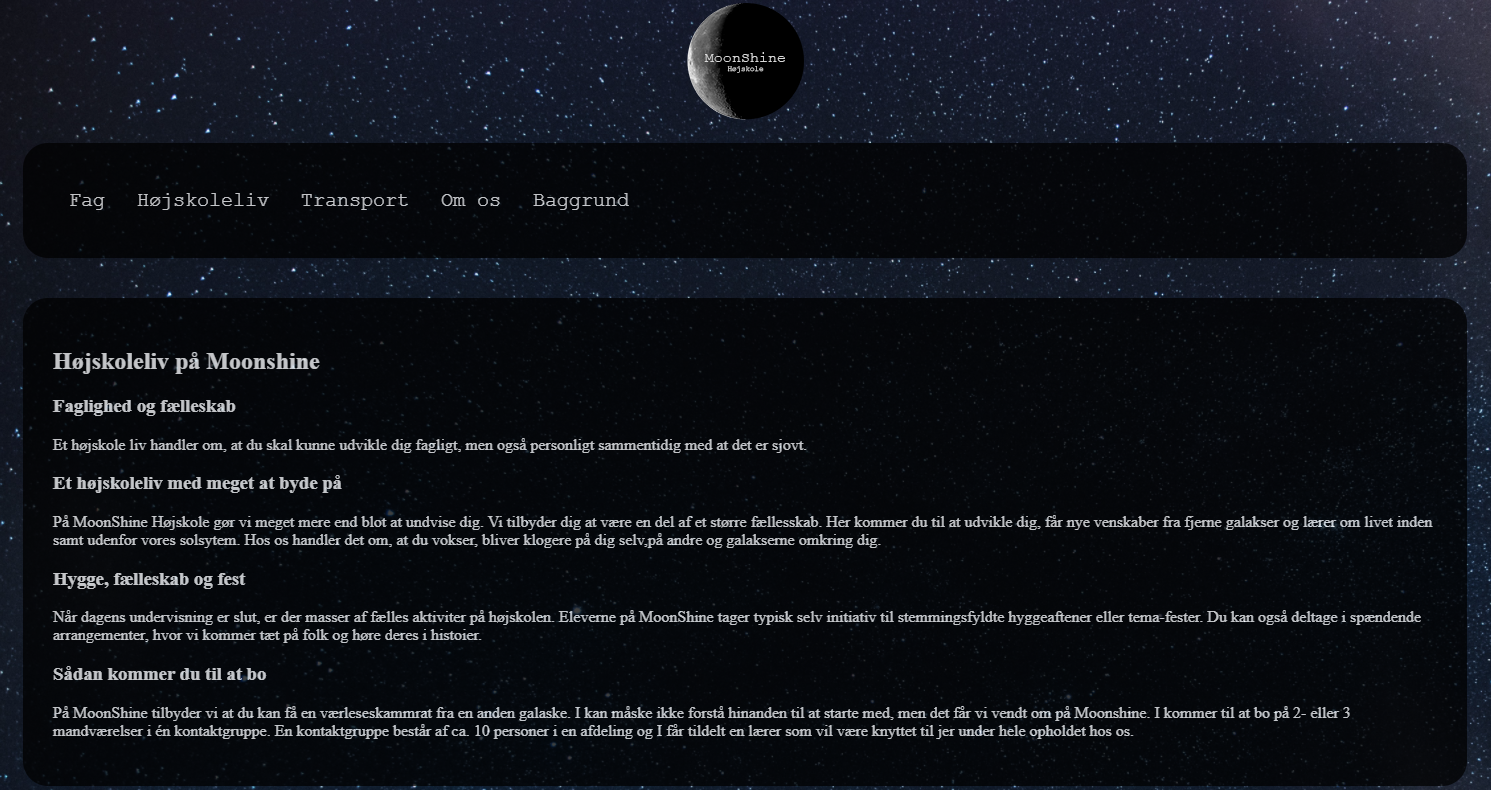 MoonShine
Højskole
Fag Højskoleliv Transport Om os Baggrund
Højskoleliv på Moonshine
Faglighed og fælleskab
Et højskole liv handler om, at du skal kunne udvikle dig fagligt, men også personligt sammentidig med at det er sjovt.
Et højskoleliv med meget at byde på
På MoonShine Højskole gør vi meget mere end blot at undvise dig. Vi tilbyder dig at være en del af et større fællesskab. Her kommer du til at udvikle dig, får nye venskaber fra fjerne galakser og lærer om livet inden
samt udenfor vores solsytem. Hos os handler det om, at du vokser, bliver klogere på dig selv,på andre og galakserne omkring dig.
Hygge, fælleskab og fest
Når dagens undervisning er slut, er der masser af fælles aktiviter på højskolen. Eleverne på MoonShine tager typisk selv initiativ til stemmingsfyldte hyggeaftener eller tema-fester. Du kan også deltage i spændende
arrangementer, hvor vi kommer tæt på folk og høre deres i histoier.
Sådan kommer du til at bo
På MoonShine tilbyder vi at du kan få en værleseskammrat fra en anden galaske. I kan måske ikke forstå hinanden til at starte med, men det får vi vendt om på Moonshine. I kommer til at bo på 2- eller 3
mandværelser i én kontaktgruppe. En kontaktgruppe består af ca. 10 personer i en afdeling og I får tildelt en lærer som vil være knyttet til jer under hele opholdet hos os.